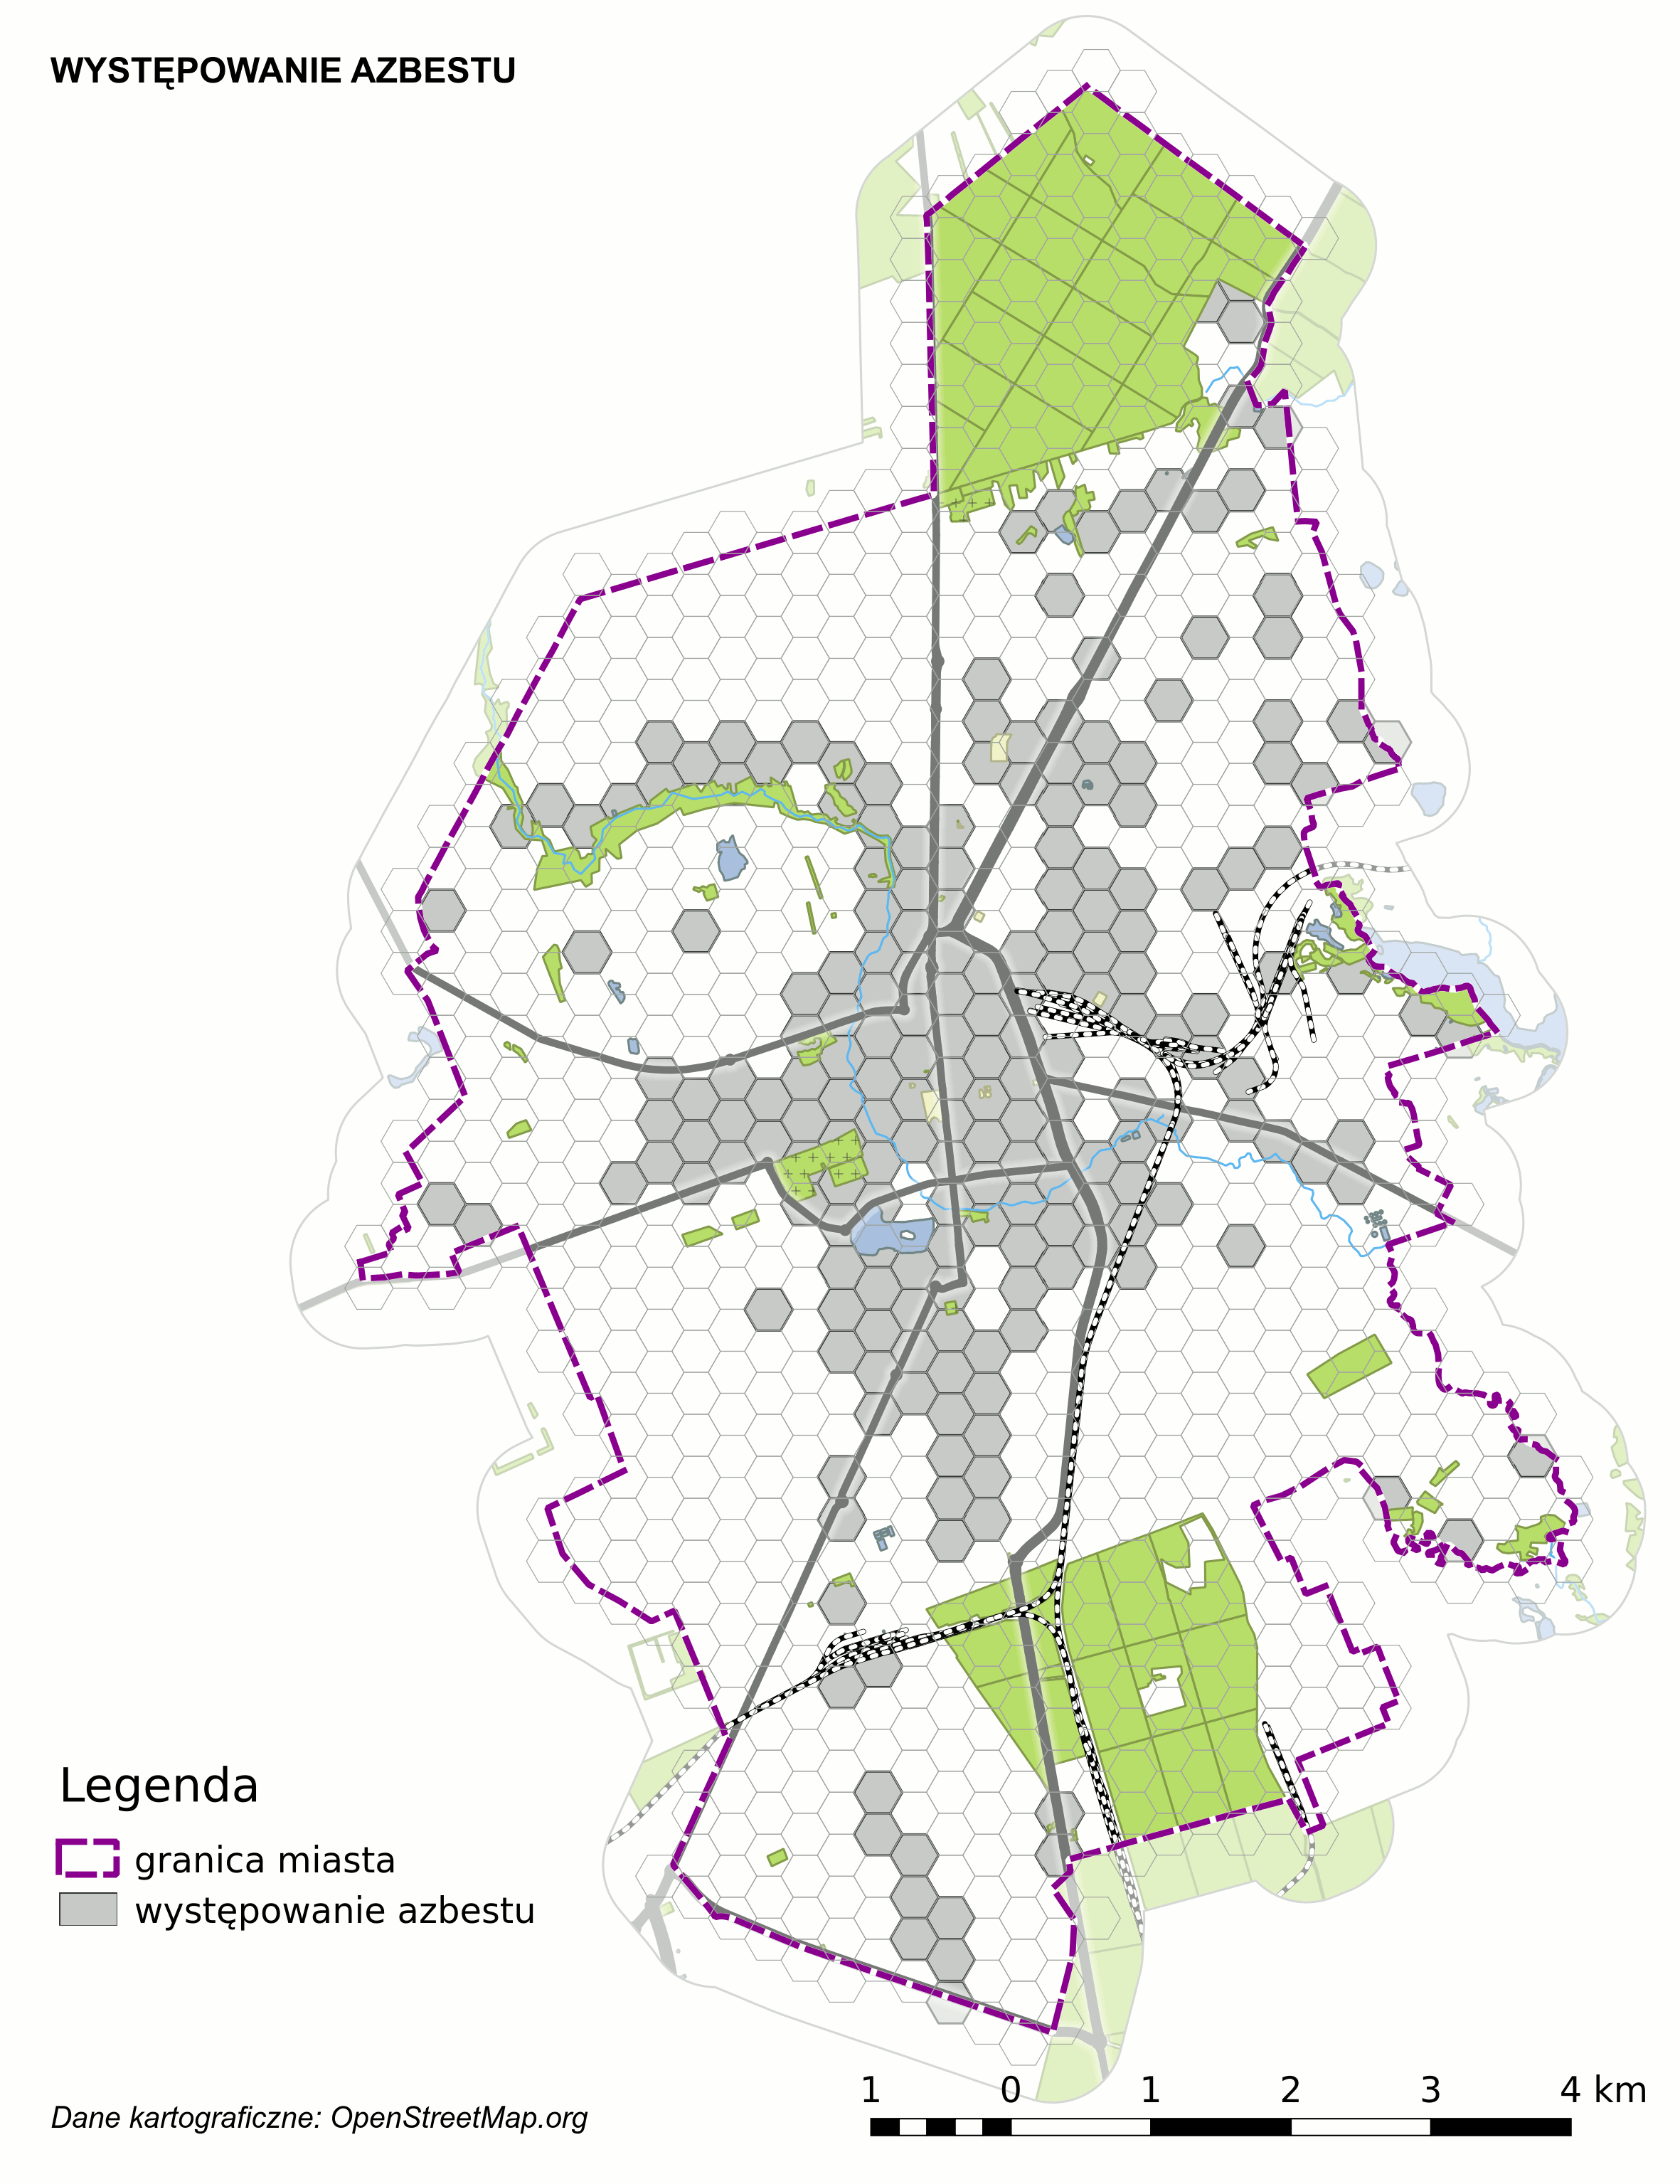 WYSTĘPOWANIE AZBESTU
Legenda
granica miasta
występowanie azbestu
1 0 1 2 3 4 km
Dane kartograficzne: OpenStreetMap.org